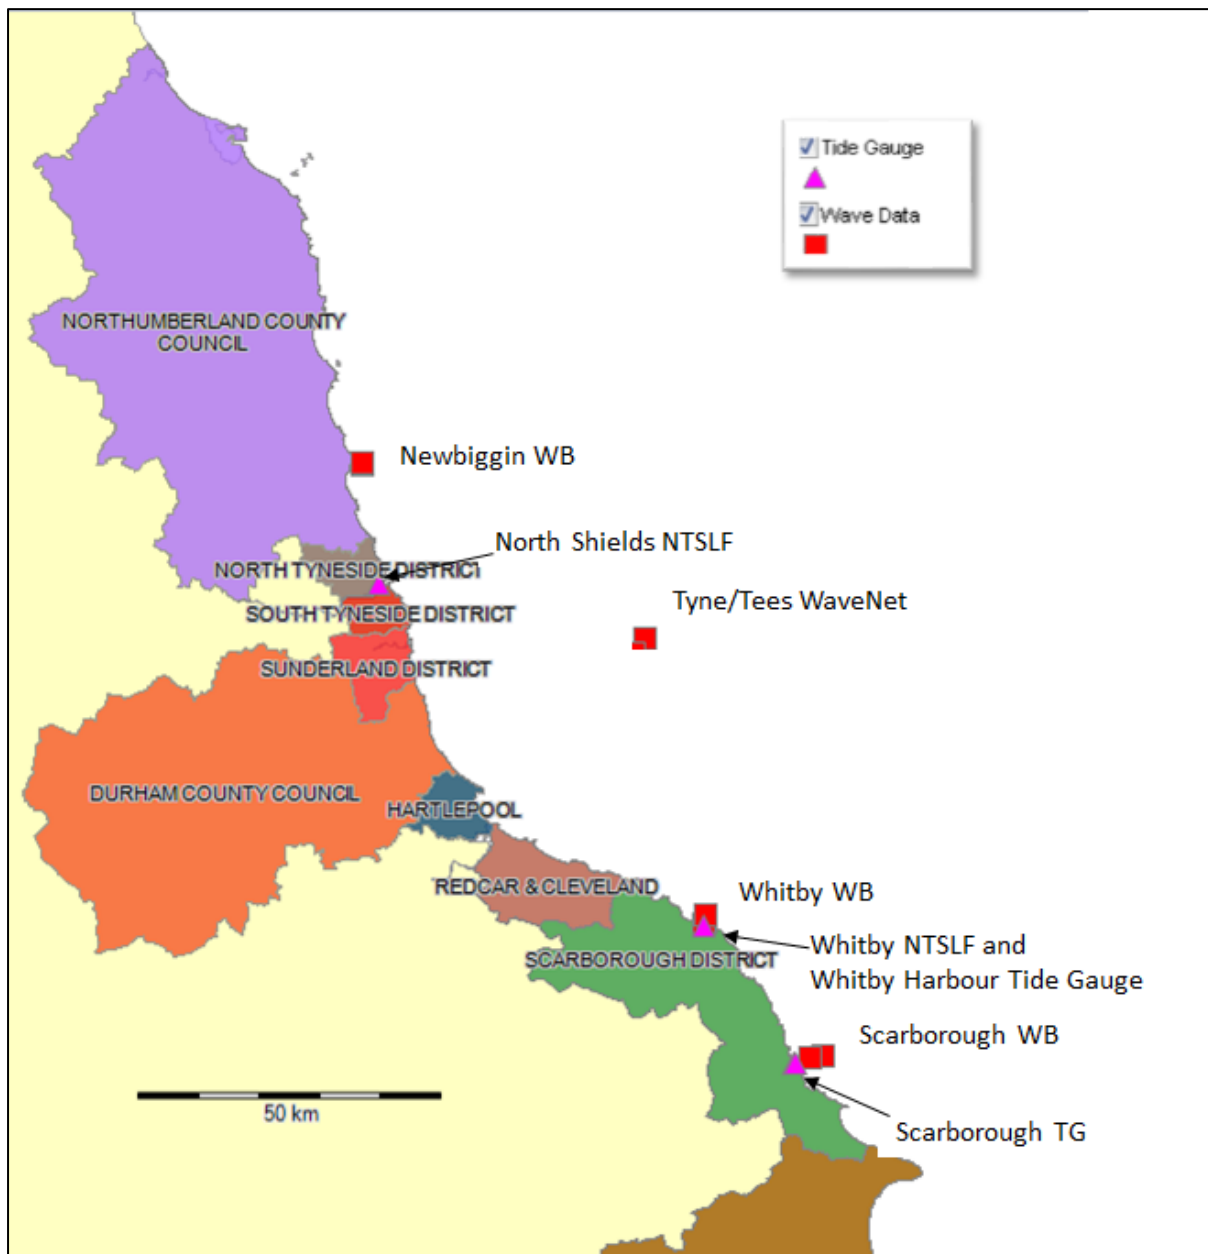 Tide Gauge
Wave Data
NORTHUMBERLAND COUNTY
COUNCIL
Newbiggin WB
North Shields NTSLF
NORTH TYNESIDE DISTRICT
Tyne/Tees WaveNet
SOUTH TYNESIDE DISTRICT
SUNDERLAND DISTRICT
DURHAM COUNTY COUNCIL
HARTLEPOOL
REDCAR & CLEVELAND
Whitby WB
Whitby NTSLF and
Whitby Harbour Tide Gauge
SCARBOROUGH DISTRICT
Scarborough WB
50 km
Scarborough TG